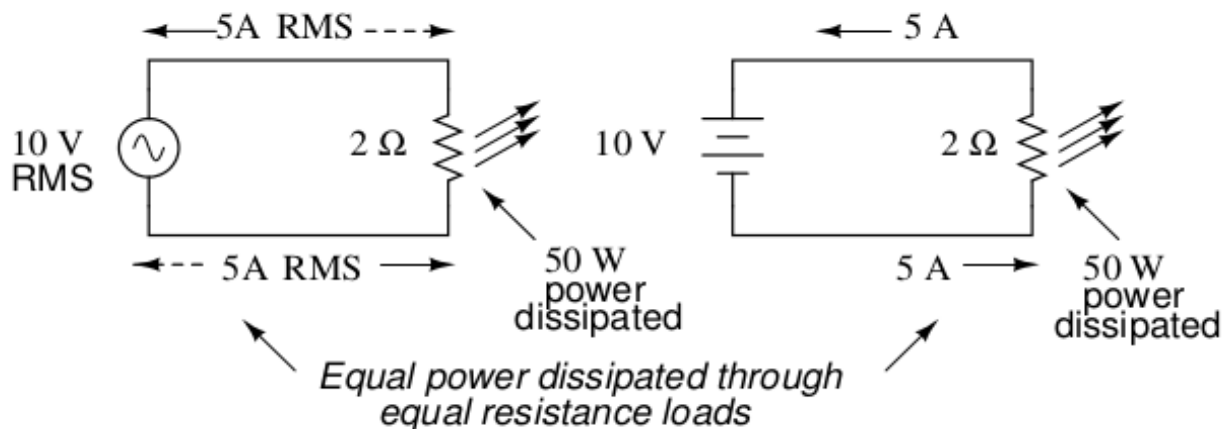 5A RMS
5 A
10 V
RMS
2 Ω
10 V
2 Ω
5A RMS
50 W
power
dissipated
5 A
50 W
power
dissipated
Equal power dissipated through
equal resistance loads